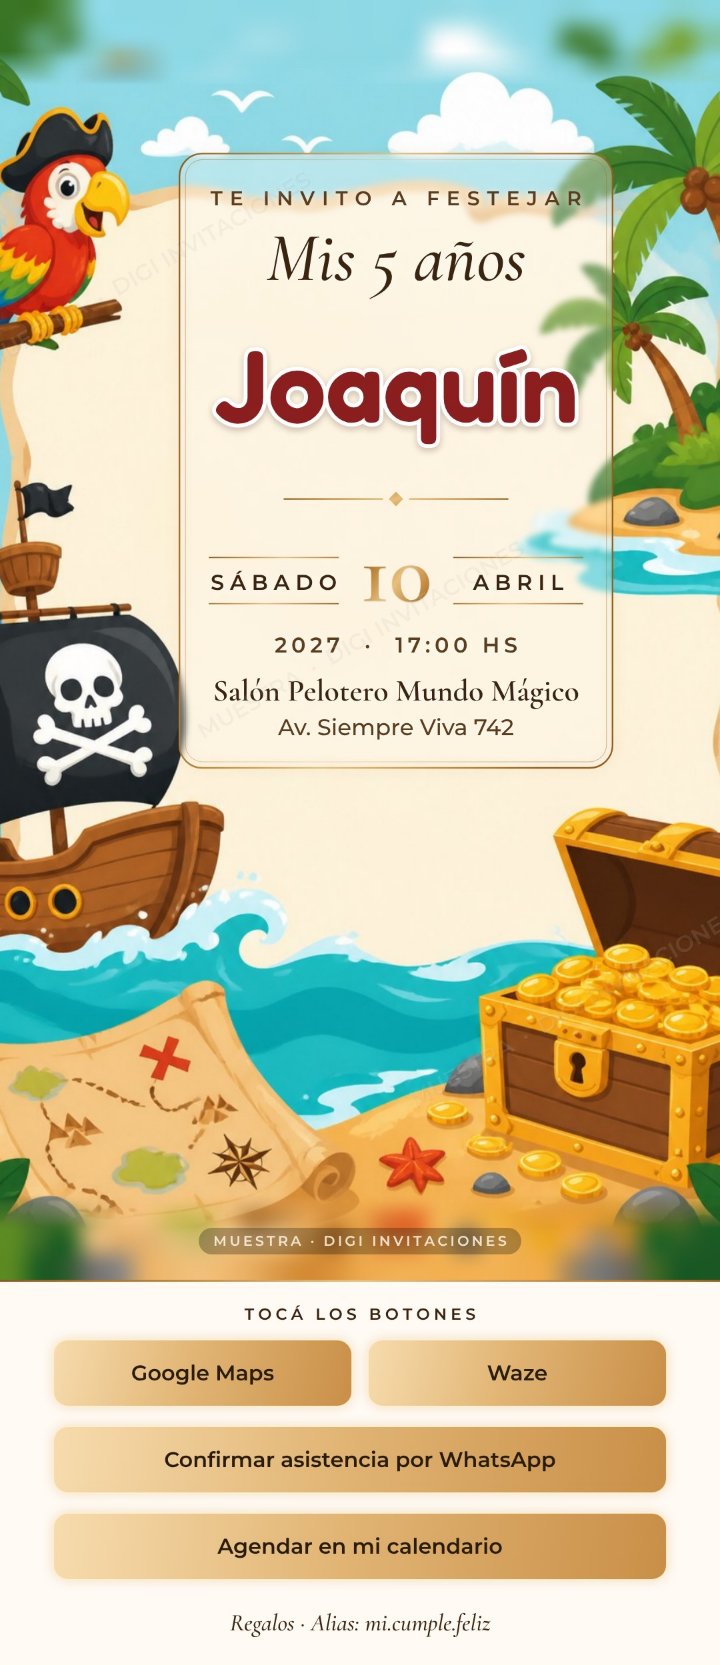 TE INVITO A FESTEJAR
Mis 5 años
Joaquín
SÁBADO 10 ABRIL
2027 · 17:00 HS
Salón Pelotero Mundo Mágico
Av. Siempre Viva 742
MUESTRA · DIGI INVITACIONES
TOCÁ LOS BOTONES
Google Maps Waze
Confirmar asistencia por WhatsApp
Agendar en mi calendario
Regalos · Alias: mi.cumple.feliz